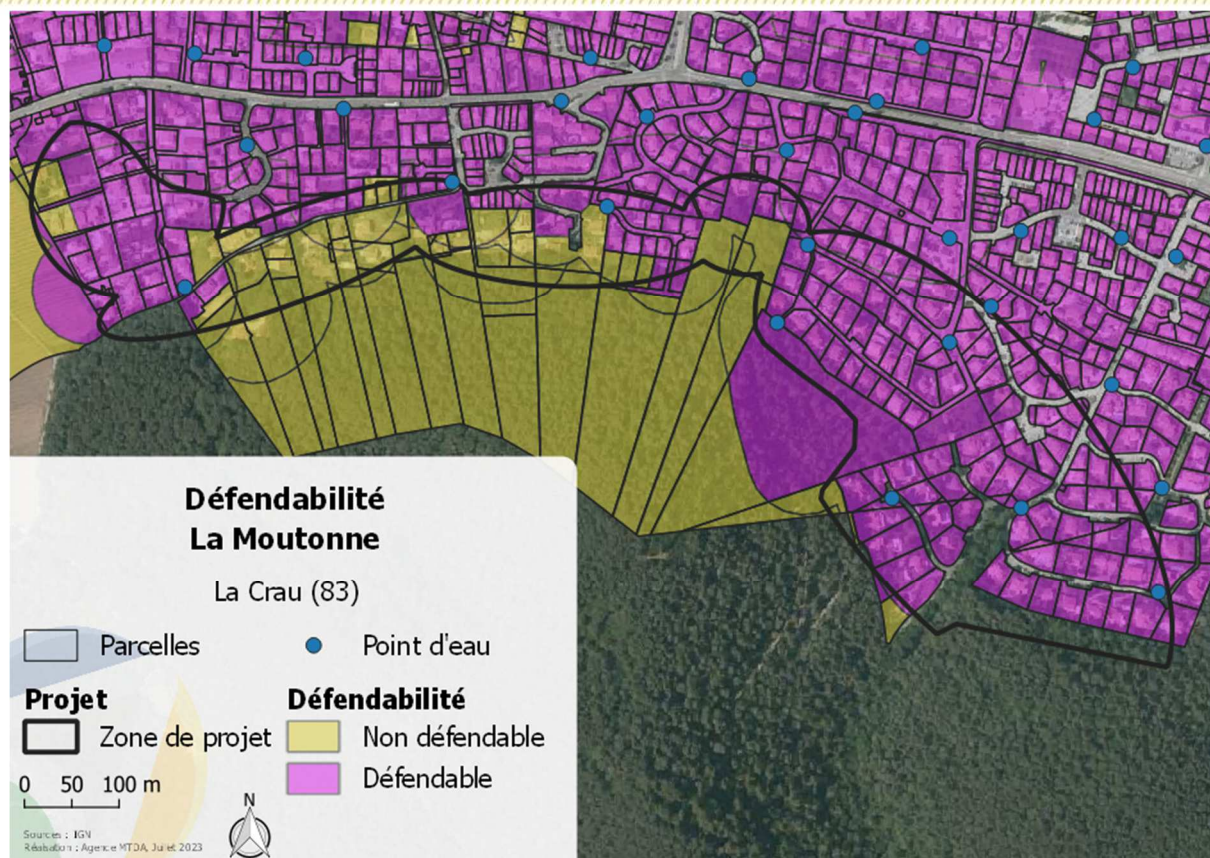 Défendabilité
La Moutonne
La Crau (83)
Parcelles
Point d'eau
Projet
Zone de projet
Défendabilité
Non défendable
Défendable
0 50 100 m
N
Sources : IGN
Réalisation : Agence MTDA, Juillet 2023